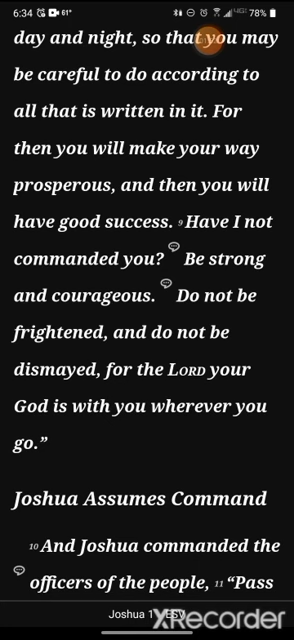 6:34 61° 78%
day and night, so that you may
be careful to do according to
all that is written in it. For
then you will make your way
prosperous, and then you will
have good success. 9 Have I not
commanded you? Be strong
and courageous. Do not be
frightened, and do not be
dismayed, for the LORD your
God is with you wherever you
go.”
Joshua Assumes Command
10 And Joshua commanded the
officers of the people, 11 “Pass
Joshua 1
XRecorder